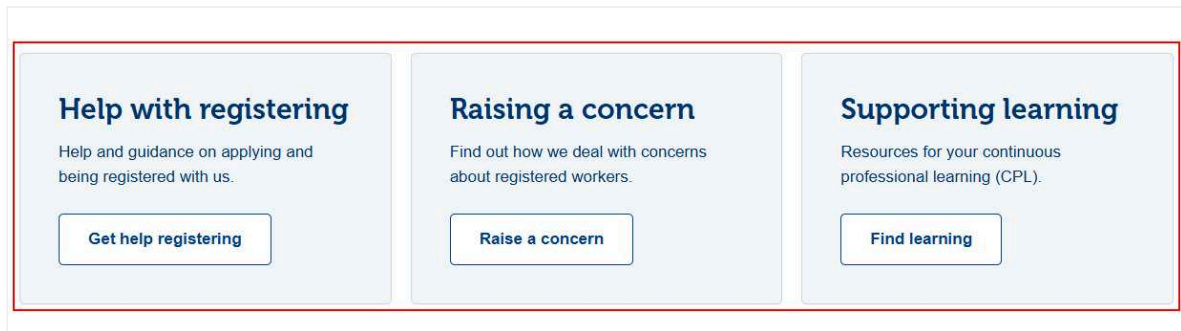 Help with registering
Help and guidance on applying and
being registered with us.
Get help registering
Raising a concern
Find out how we deal with concerns
about registered workers.
Raise a concern
Supporting learning
Resources for your continuous
professional learning (CPL).
Find learning